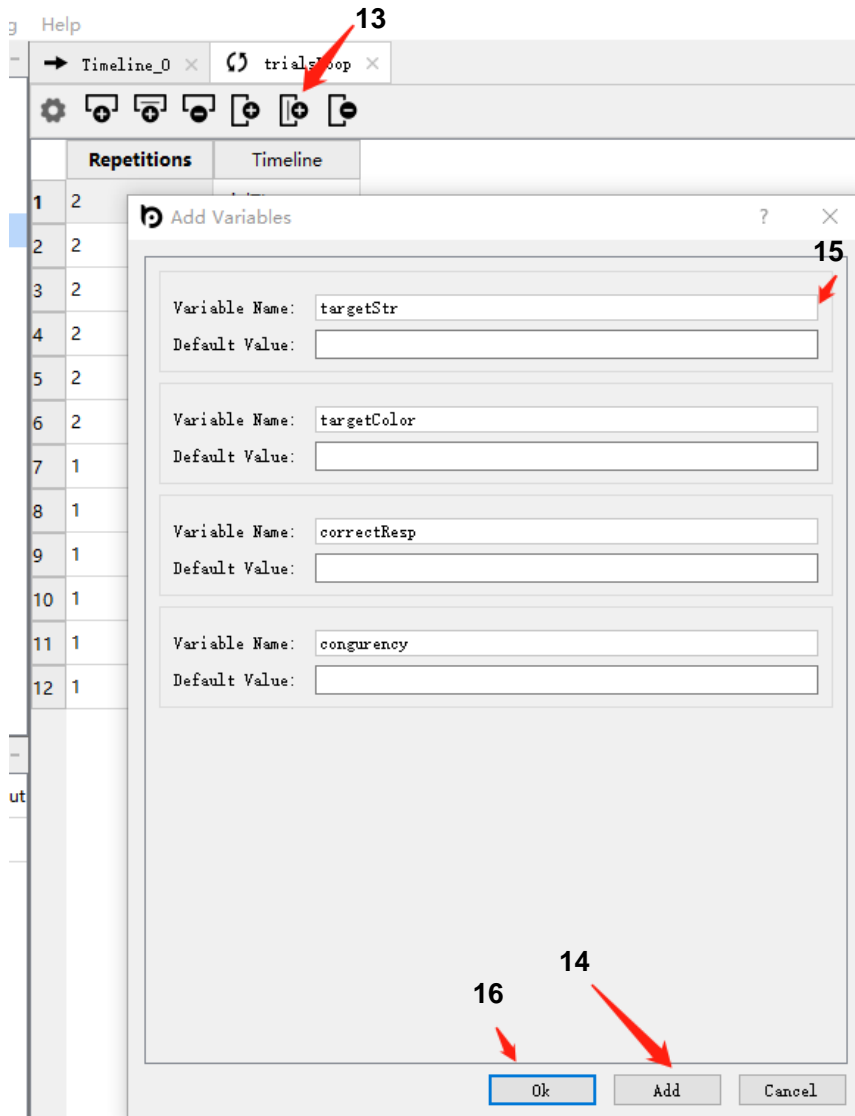 g Help
13
Timeline_0 × trialsLoop ×
Repetitions Timeline
1 2
Add Variables ? ×
15
2 2
3 2
Variable Name: targetStr
4 2
Default Value:
5 2
6 2
Variable Name: targetColor
7 1
Default Value:
8 1
Variable Name: correctResp
9 1
Default Value:
10 1
11 1
Variable Name: congurency
12 1
Default Value:
ut
14
16
Ok Add Cancel